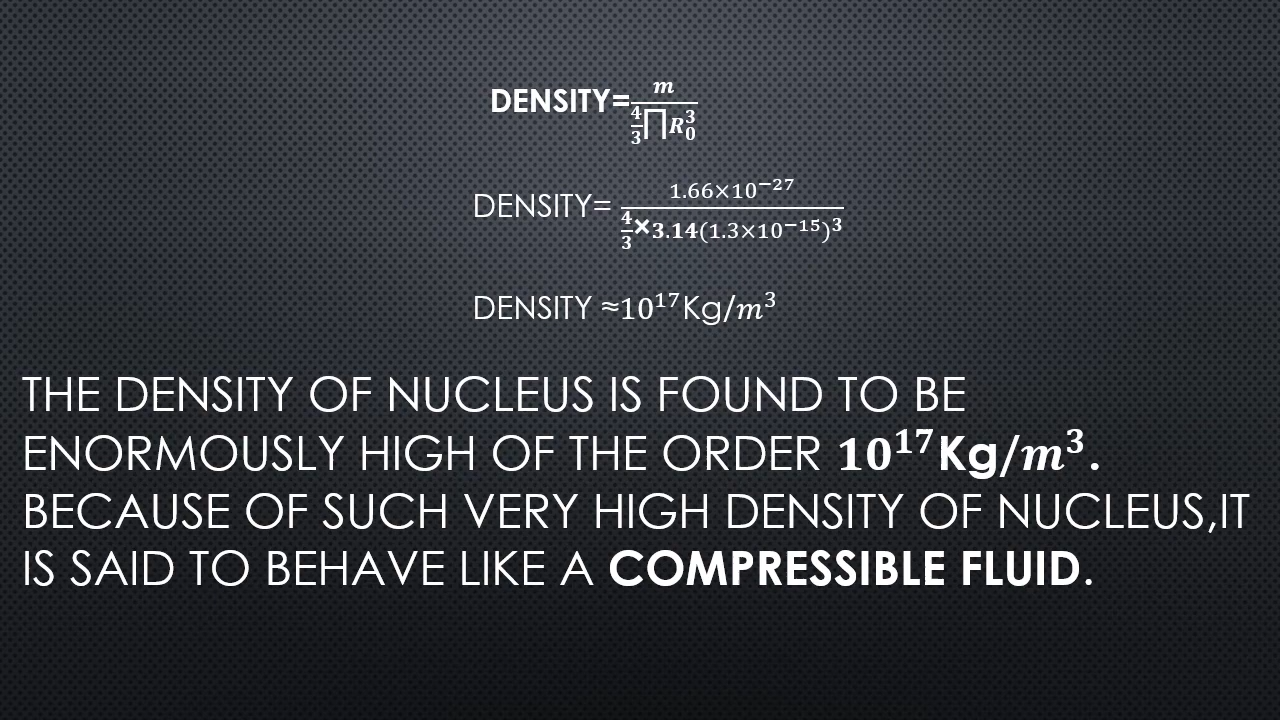 DENSITY=m/(4/3 ∏R₀³)
DENSITY= 1.66×10⁻²⁷/(4/3×3.14(1.3×10⁻¹⁵)³)
DENSITY ≈10¹⁷Kg/m³
THE DENSITY OF NUCLEUS IS FOUND TO BE
ENORMOUSLY HIGH OF THE ORDER 10¹⁷Kg/m³.
BECAUSE OF SUCH VERY HIGH DENSITY OF NUCLEUS,IT
IS SAID TO BEHAVE LIKE A COMPRESSIBLE FLUID.